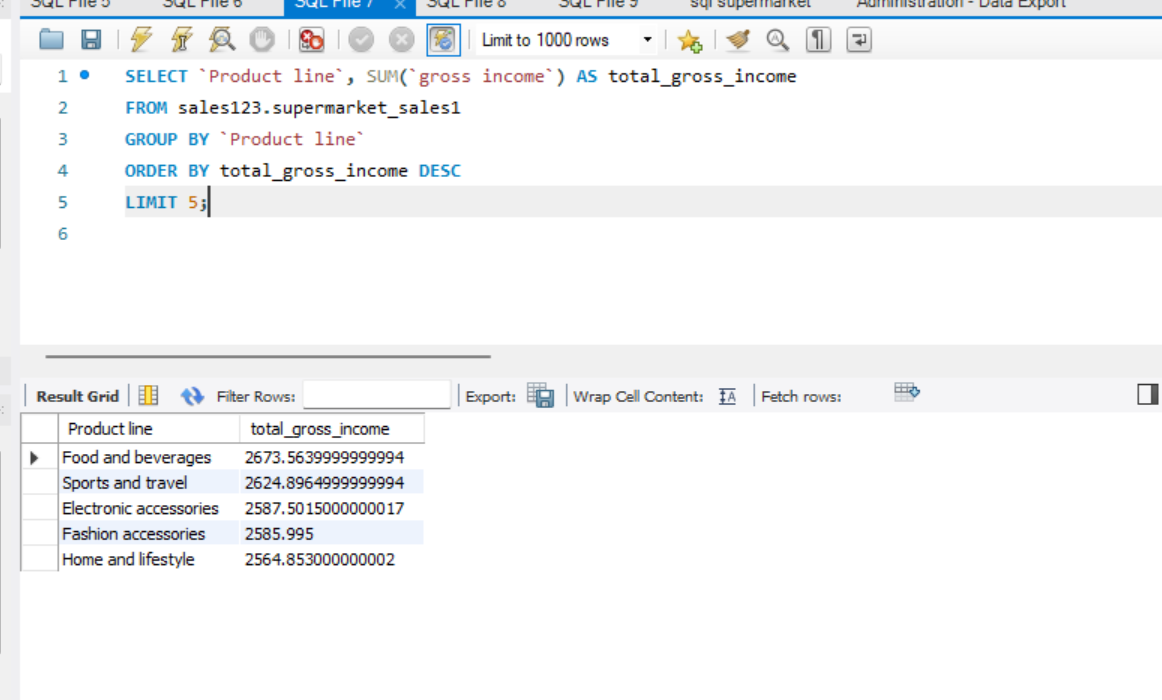 SQL File 5 SQL File 6 SQL File 7 SQL File 8 SQL File 9 sql supermarket Administration - Data Export
Limit to 1000 rows
1 SELECT `Product line`, SUM(`gross income`) AS total_gross_income
2 FROM sales123.supermarket_sales1
3 GROUP BY `Product line`
4 ORDER BY total_gross_income DESC
5 LIMIT 5;
6
Result Grid Filter Rows: Export: Wrap Cell Content: Fetch rows:
Product line total_gross_income
Food and beverages 2673.5639999999994
Sports and travel 2624.8964999999994
Electronic accessories 2587.5015000000017
Fashion accessories 2585.995
Home and lifestyle 2564.853000000002